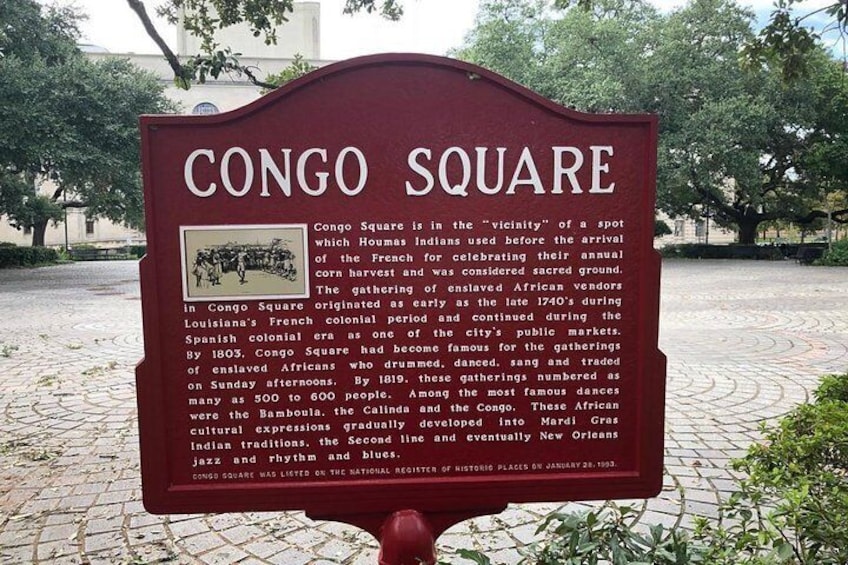 CONGO SQUARE
Congo Square is in the "vicinity" of a spot
which Houmas Indians used before the arrival
of the French for celebrating their annual
corn harvest and was considered sacred ground.
The gathering of enslaved African vendors
in Congo Square originated as early as the late 1740's during
Louisiana's French colonial period and continued during the
Spanish colonial era as one of the city's public markets.
By 1803, Congo Square had become famous for the gatherings
of enslaved Africans who drummed, danced, sang and traded
on Sunday afternoons. By 1819, these gatherings numbered as
many as 500 to 600 people. Among the most famous dances
were the Bamboula, the Calinda and the Congo. These African
cultural expressions gradually developed into Mardi Gras
Indian traditions, the Second line and eventually New Orleans
jazz and rhythm and blues.
CONGO SQUARE WAS LISTED ON THE NATIONAL REGISTER OF HISTORIC PLACES ON JANUARY 28, 1993.